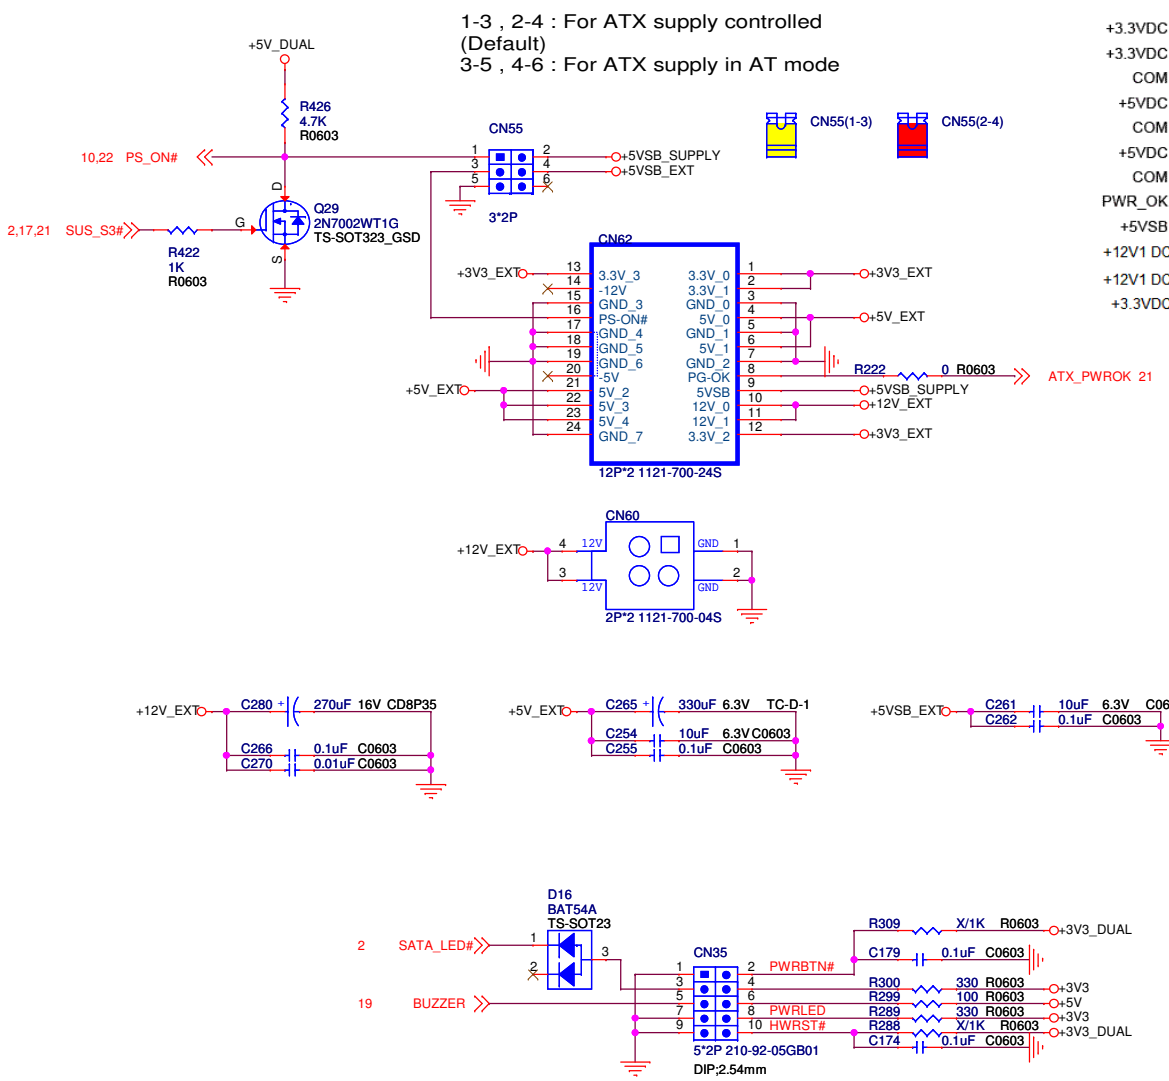 1-3 , 2-4 : For ATX supply controlled
(Default)
3-5 , 4-6 : For ATX supply in AT mode
+3.3VDC
+3.3VDC
COM
+5VDC
COM
+5VDC
COM
PWR_OK
+5VSB
+12V1 DC
+12V1 DC
+3.3VDC
+5V_DUAL
R426
4.7K
R0603
10,22 PS_ON#
CN55
1 2 +5VSB_SUPPLY
3 4 +5VSB_EXT
5 6
3*2P
CN55(1-3)
CN55(2-4)
D
G
S
Q29
2N7002WT1G
TS-SOT323_GSD
2,17,21 SUS_S3#
R422
1K
R0603
CN62
+3V3_EXT 13 3.3V_3 3.3V_0 1 +3V3_EXT
14 -12V 3.3V_1 2
15 GND_3 GND_0 3
16 PS-ON# 5V_0 4 +5V_EXT
17 GND_4 GND_1 5
18 GND_5 5V_1 6
19 GND_6 GND_2 7
20 -5V PG-OK 8 R222 0 R0603 ATX_PWROK 21
+5V_EXT 21 5V_2 5VSB 9 +5VSB_SUPPLY
22 5V_3 12V_0 10 +12V_EXT
23 5V_4 12V_1 11
24 GND_7 3.3V_2 12 +3V3_EXT
12P*2 1121-700-24S
CN60
+12V_EXT 4 12V GND 1
3 12V GND 2
2P*2 1121-700-04S
+12V_EXT C280 + 270uF 16V CD8P35
C266 0.1uF C0603
C270 0.01uF C0603
+5V_EXT C265 + 330uF 6.3V TC-D-1
C254 10uF 6.3V C0603
C255 0.1uF C0603
+5VSB_EXT C261 10uF 6.3V C06
C262 0.1uF C0603
D16
BAT54A
TS-SOT23
2 SATA_LED# 1
2
3
19 BUZZER
CN35
1 2 PWRBTN#
3 4
5 6
7 8 PWRLED
9 10 HWRST#
5*2P 210-92-05GB01
DIP;2.54mm
R309 X/1K R0603 +3V3_DUAL
C179 0.1uF C0603
R300 330 R0603 +3V3
R299 100 R0603 +5V
R289 330 R0603 +3V3
R288 X/1K R0603 +3V3_DUAL
C174 0.1uF C0603